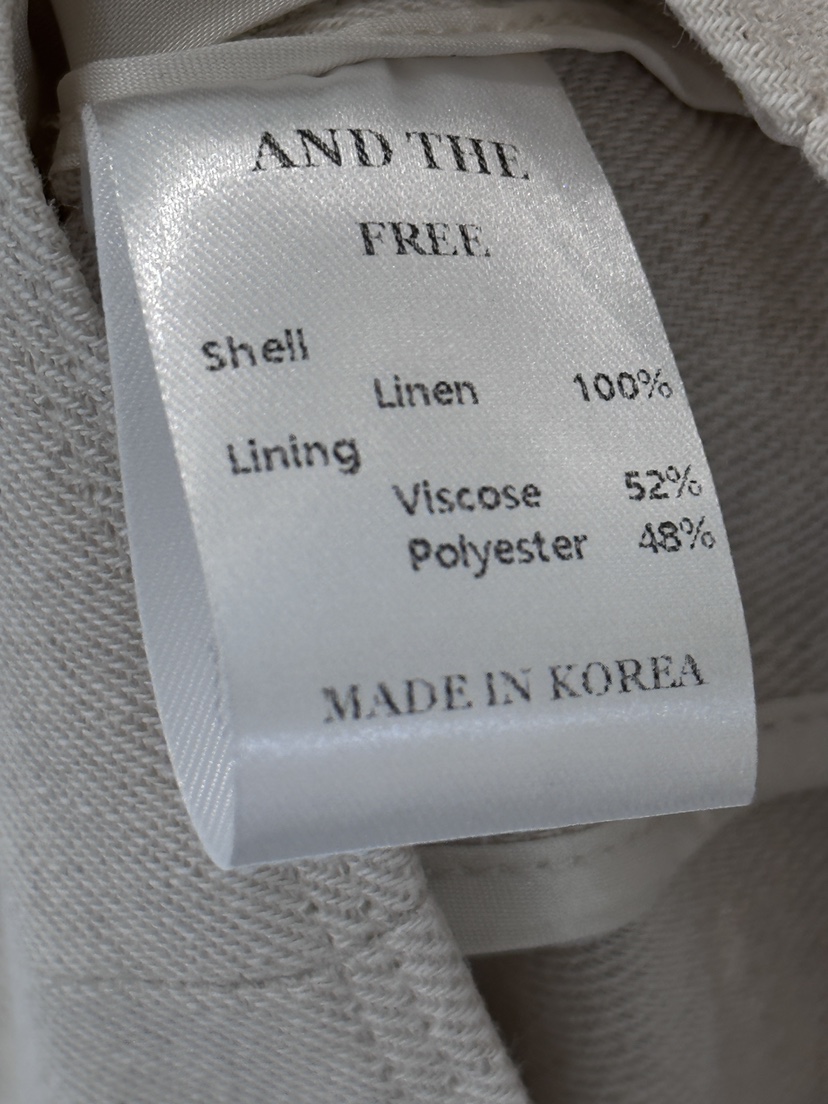 AND THE
FREE
Shell
Linen 100%
Lining
Viscose 52%
Polyester 48%
MADE IN KOREA